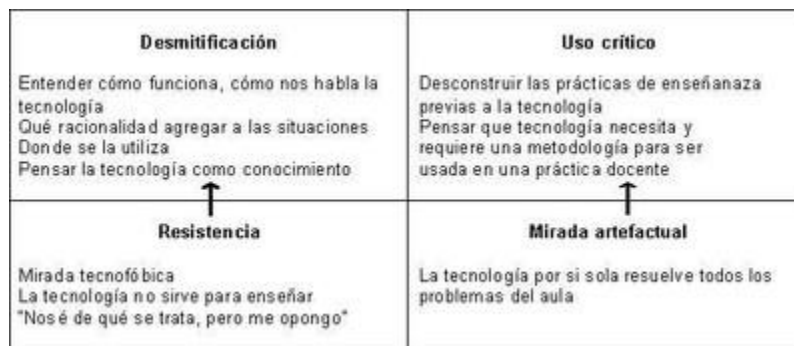 Desmitificación
Entender cómo funciona, cómo nos habla la
tecnología
Qué racionalidad agregar a las situaciones
Donde se la utiliza
Pensar la tecnología como conocimiento
Uso crítico
Desconstruir las prácticas de enseñanaza
previas a la tecnología
Pensar que tecnología necesita y
requiere una metodología para ser
usada en una práctica docente
Resistencia
Mirada tecnofóbica
La tecnología no sirve para enseñar
"Nosé de qué se trata, pero me opongo"
Mirada artefactual
La tecnología por si sola resuelve todos los
problemas del aula